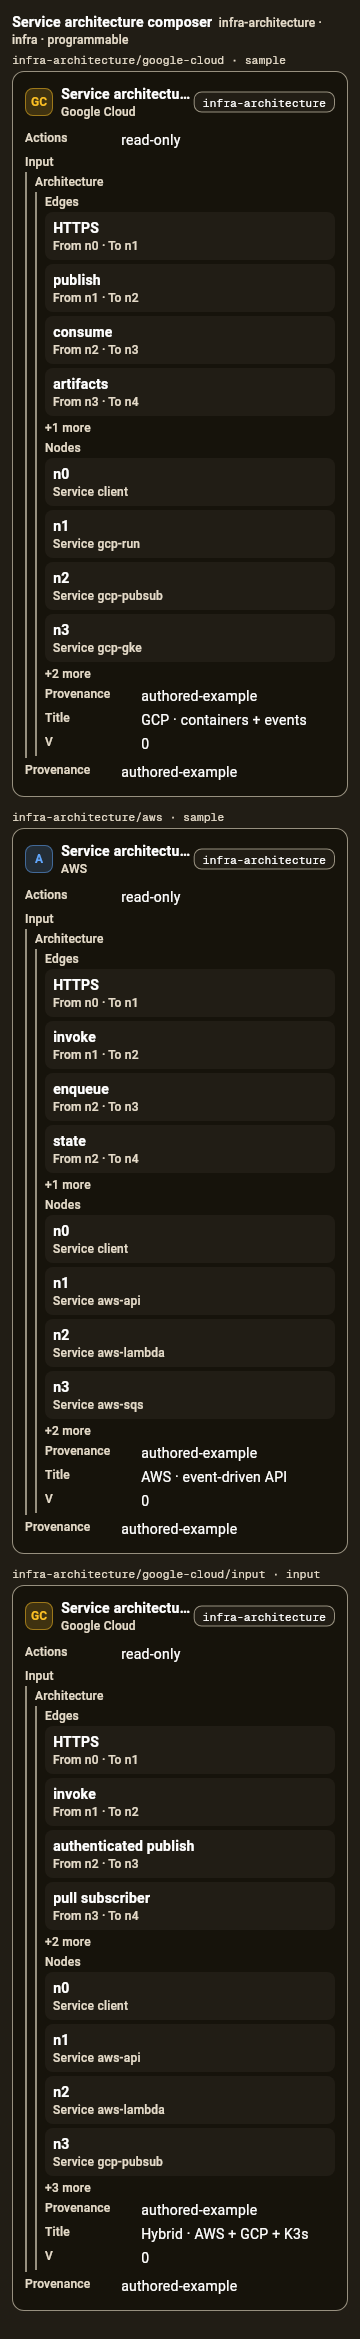 Service architecture composer infra-architecture ·
infra · programmable
infra-architecture/google-cloud · sample
GC
Service architectu...
infra-architecture
Google Cloud
Actions read-only
Input
Architecture
Edges
HTTPS
From n0 · To n1
publish
From n1 · To n2
consume
From n2 · To n3
artifacts
From n3 · To n4
+1 more
Nodes
n0
Service client
n1
Service gcp-run
n2
Service gcp-pubsub
n3
Service gcp-gke
+2 more
Provenance authored-example
Title GCP · containers + events
V 0
Provenance authored-example
infra-architecture/aws · sample
A
Service architectu...
infra-architecture
AWS
Actions read-only
Input
Architecture
Edges
HTTPS
From n0 · To n1
invoke
From n1 · To n2
enqueue
From n2 · To n3
state
From n2 · To n4
+1 more
Nodes
n0
Service client
n1
Service aws-api
n2
Service aws-lambda
n3
Service aws-sqs
+2 more
Provenance authored-example
Title AWS · event-driven API
V 0
Provenance authored-example
infra-architecture/google-cloud/input · input
GC
Service architectu...
infra-architecture
Google Cloud
Actions read-only
Input
Architecture
Edges
HTTPS
From n0 · To n1
invoke
From n1 · To n2
authenticated publish
From n2 · To n3
pull subscriber
From n3 · To n4
+2 more
Nodes
n0
Service client
n1
Service aws-api
n2
Service aws-lambda
n3
Service gcp-pubsub
+3 more
Provenance authored-example
Title Hybrid · AWS + GCP + K3s
V 0
Provenance authored-example